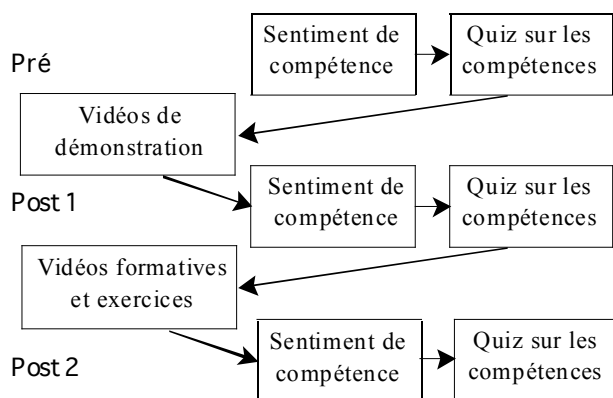 Sentiment de
compétence
Quiz sur les
compétences
Pré
Vidéos de
démonstration
Sentiment de
compétence
Quiz sur les
compétences
Post 1
Vidéos formatives
et exercices
Sentiment de
compétence
Quiz sur les
compétences
Post 2